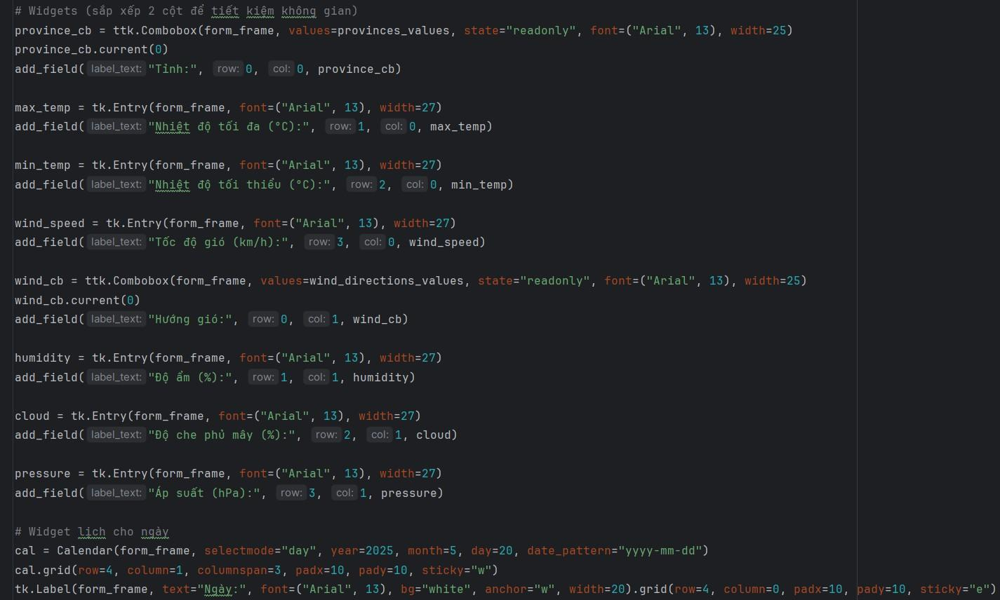 # Widgets (sắp xếp 2 cột để tiết kiệm không gian)
province_cb = ttk.Combobox(form_frame, values=provinces_values, state="readonly", font=("Arial", 13), width=25)
province_cb.current(0)
add_field( label_text: "Tỉnh:", row: 0, col: 0, province_cb)
max_temp = tk.Entry(form_frame, font=("Arial", 13), width=27)
add_field( label_text: "Nhiệt độ tối đa (°C):", row: 1, col: 0, max_temp)
min_temp = tk.Entry(form_frame, font=("Arial", 13), width=27)
add_field( label_text: "Nhiệt độ tối thiểu (°C):", row: 2, col: 0, min_temp)
wind_speed = tk.Entry(form_frame, font=("Arial", 13), width=27)
add_field( label_text: "Tốc độ gió (km/h):", row: 3, col: 0, wind_speed)
wind_cb = ttk.Combobox(form_frame, values=wind_directions_values, state="readonly", font=("Arial", 13), width=25)
wind_cb.current(0)
add_field( label_text: "Hướng gió:", row: 0, col: 1, wind_cb)
humidity = tk.Entry(form_frame, font=("Arial", 13), width=27)
add_field( label_text: "Độ ẩm (%):", row: 1, col: 1, humidity)
cloud = tk.Entry(form_frame, font=("Arial", 13), width=27)
add_field( label_text: "Độ che phủ mây (%):", row: 2, col: 1, cloud)
pressure = tk.Entry(form_frame, font=("Arial", 13), width=27)
add_field( label_text: "Áp suất (hPa):", row: 3, col: 1, pressure)
# Widget lịch cho ngày
cal = Calendar(form_frame, selectmode="day", year=2025, month=5, day=20, date_pattern="yyyy-mm-dd")
cal.grid(row=4, column=1, columnspan=3, padx=10, pady=10, sticky="w")
tk.Label(form_frame, text="Ngày:", font=("Arial", 13), bg="white", anchor="w", width=20).grid(row=4, column=0, padx=10, pady=10, sticky="e")